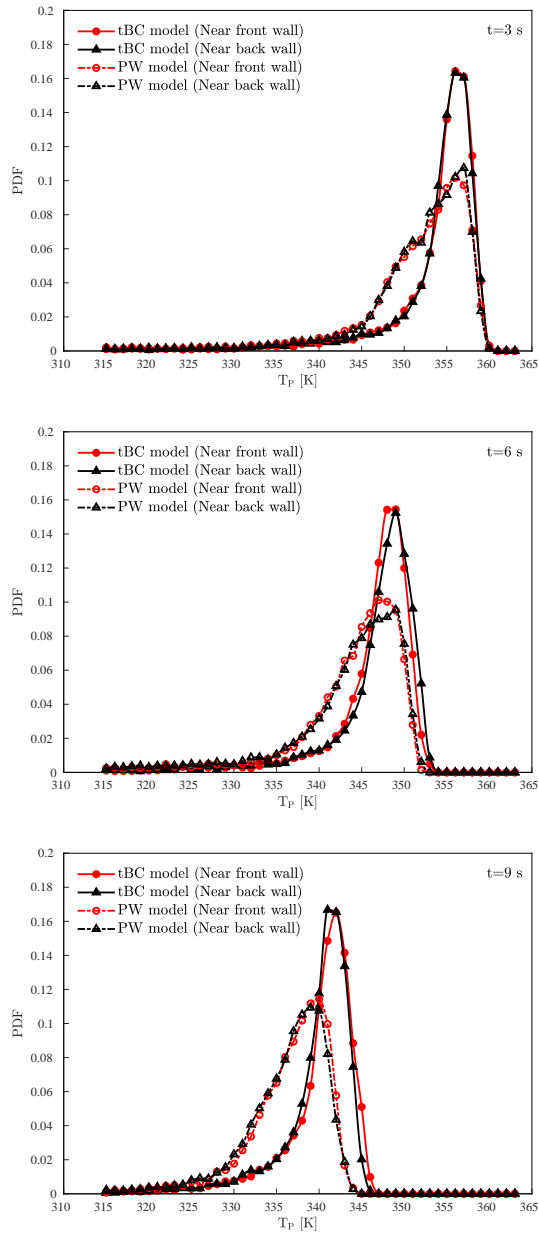 0.2
tBC model (Near front wall)
t=3 s
tBC model (Near back wall)
0.18
PW model (Near front wall)
PW model (Near back wall)
0.16
0.14
0.12
PDF
0.1
0.08
0.06
0.04
0.02
0
310 315 320 325 330 335 340 345 350 355 360 365
T_P [K]
0.2
tBC model (Near front wall)
t=6 s
tBC model (Near back wall)
0.18
PW model (Near front wall)
PW model (Near back wall)
0.16
0.14
0.12
PDF
0.1
0.08
0.06
0.04
0.02
0
310 315 320 325 330 335 340 345 350 355 360 365
T_P [K]
0.2
tBC model (Near front wall)
t=9 s
tBC model (Near back wall)
0.18
PW model (Near front wall)
PW model (Near back wall)
0.16
0.14
0.12
PDF
0.1
0.08
0.06
0.04
0.02
0
310 315 320 325 330 335 340 345 350 355 360 365
T_P [K]